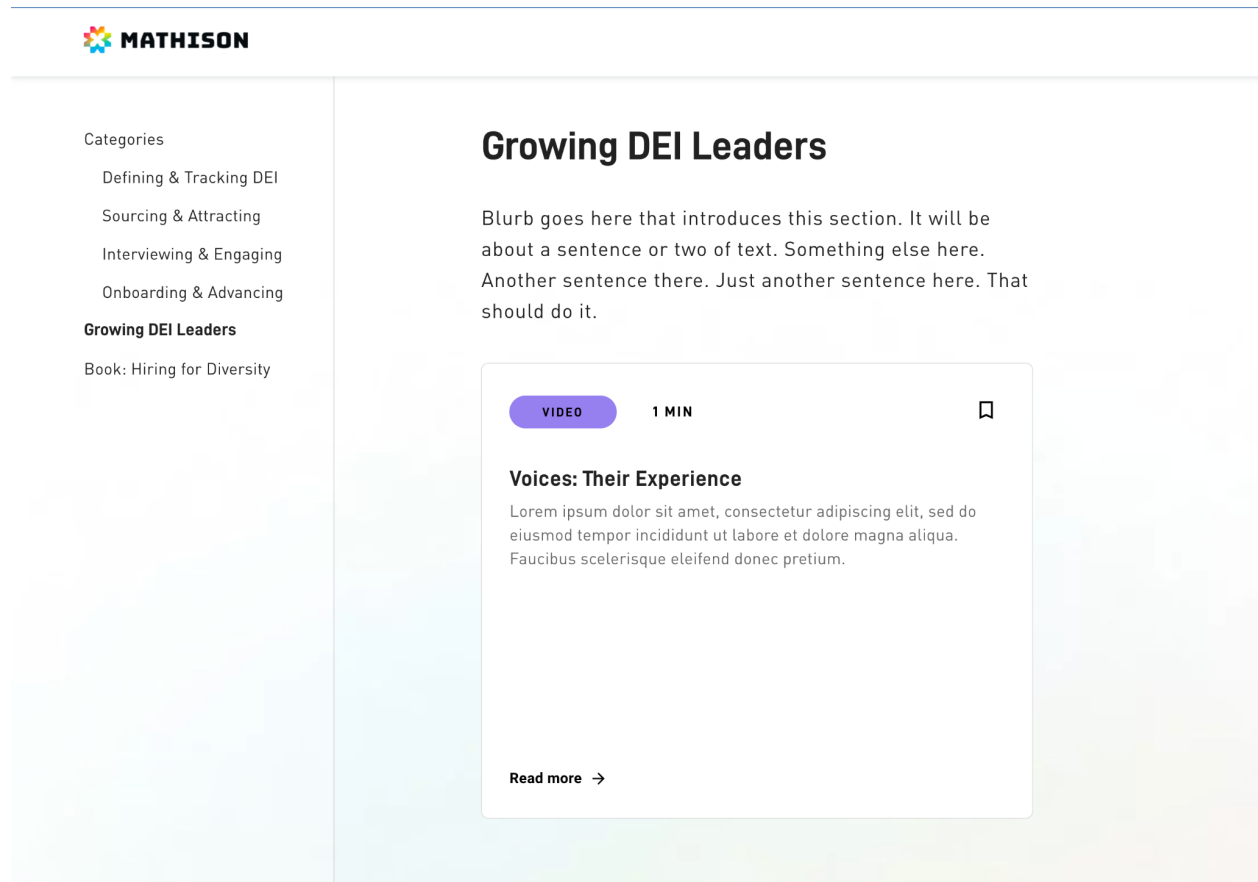 MATHISON
Categories
Defining & Tracking DEI
Sourcing & Attracting
Interviewing & Engaging
Onboarding & Advancing
Growing DEI Leaders
Book: Hiring for Diversity
Growing DEI Leaders
Blurb goes here that introduces this section. It will be
about a sentence or two of text. Something else here.
Another sentence there. Just another sentence here. That
should do it.
VIDEO 1 MIN
Voices: Their Experience
Lorem ipsum dolor sit amet, consectetur adipiscing elit, sed do
eiusmod tempor incididunt ut labore et dolore magna aliqua.
Faucibus scelerisque eleifend donec pretium.
Read more